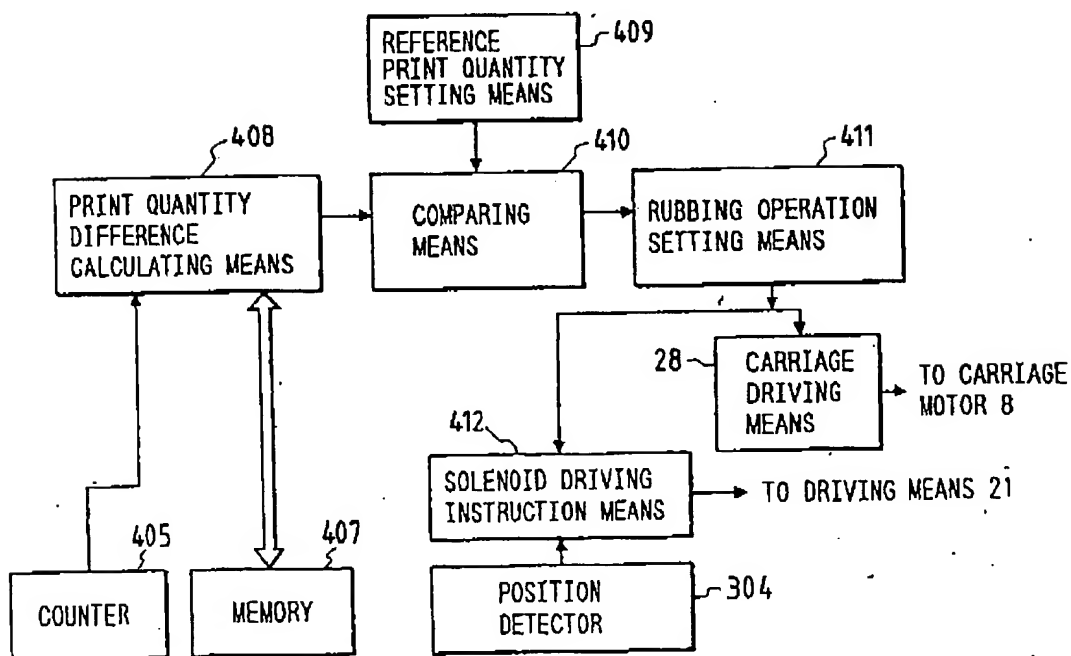 REFERENCE
PRINT QUANTITY
SETTING MEANS
409
408
410
411
PRINT QUANTITY
DIFFERENCE
CALCULATING MEANS
COMPARING
MEANS
RUBBING OPERATION
SETTING MEANS
28
CARRIAGE
DRIVING
MEANS
TO CARRIAGE
MOTOR 8
412
SOLENOID DRIVING
INSTRUCTION MEANS
TO DRIVING MEANS 21
405
407
COUNTER
MEMORY
POSITION
DETECTOR
304